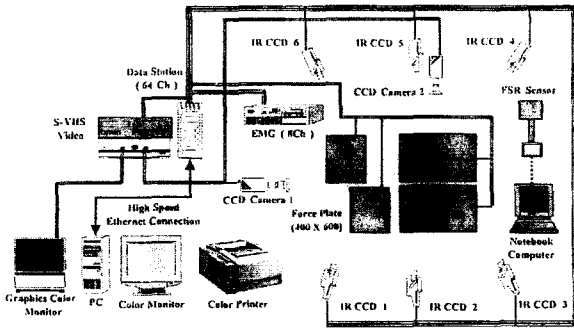 IR CCD 6
IR CCD 5
IR CCD 4
Data Station
( 64 Ch )
CCD Camera 2
FSR Sensor
S-VHS
Video
EMG ( 8Ch )
CCD Camera 1
High Speed
Ethernet Connection
Force Plate
(400 X 600)
Notebook
Computer
Graphics Color
Monitor
PC
Color Monitor
Color Printer
IR CCD 1
IR CCD 2
IR CCD 3